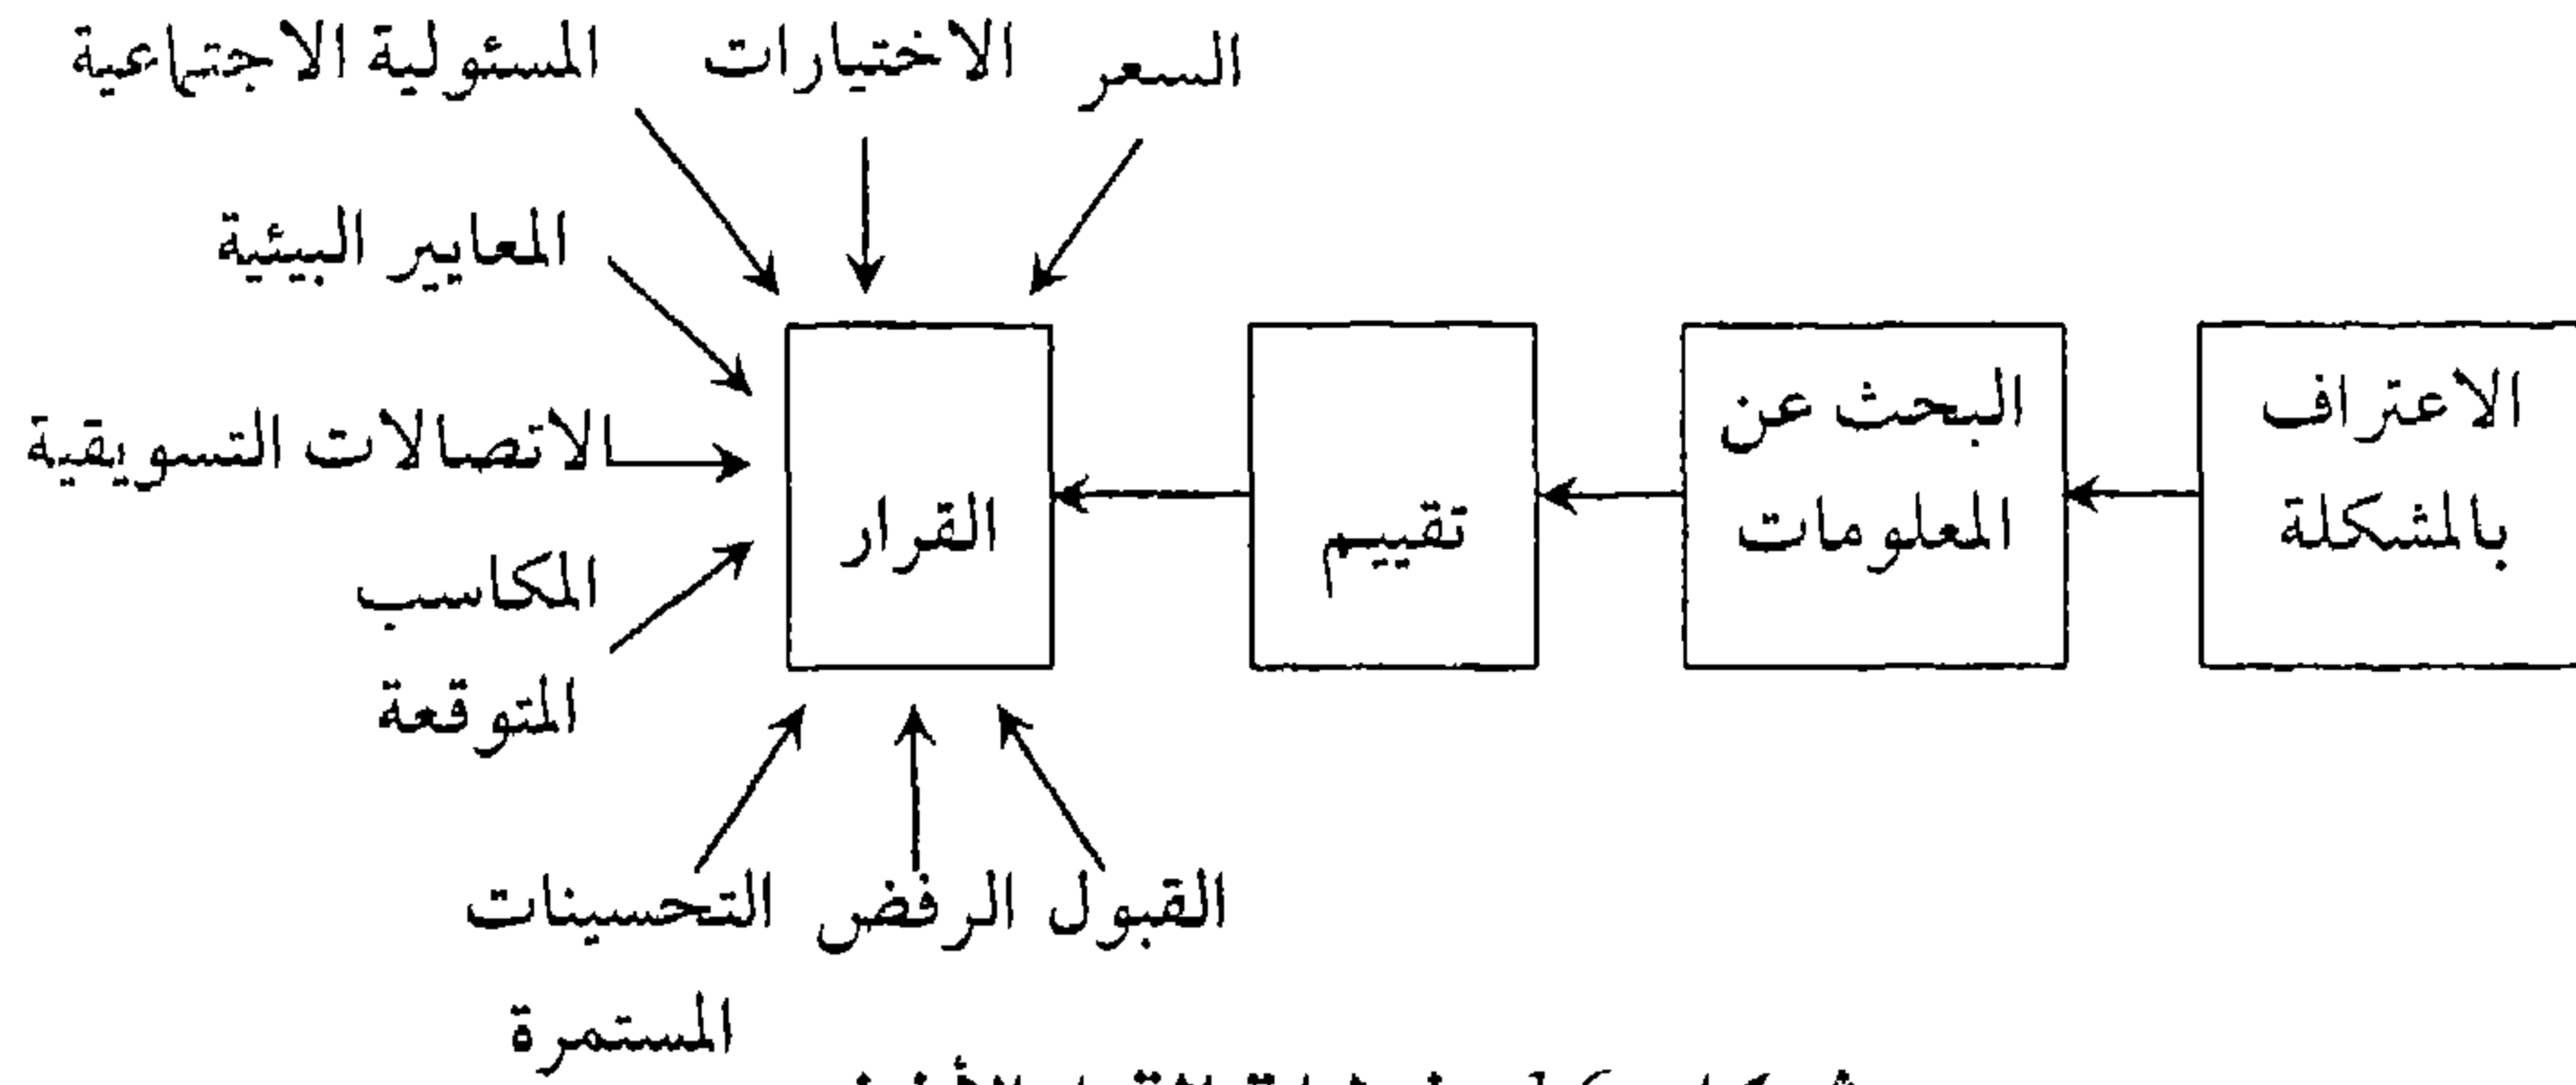 السعر
الاختيارات
المسئولية الاجتماعية
المعايير البيئية
الاتصالات التسويقية
المكاسب
المتوقعة
الاعتراف
بالمشكلة
البحث عن
المعلومات
تقييم
القرار
القبول
الرفض
التحسينات
المستمرة